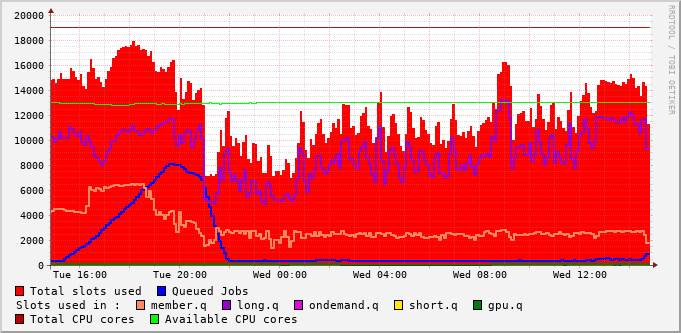 20000
18000
16000
14000
12000
10000
8000
6000
4000
2000
0
Tue 16:00 Tue 20:00 Wed 00:00 Wed 04:00 Wed 08:00 Wed 12:00
Total slots used Queued Jobs
Slots used in : member.q long.q ondemand.q short.q gpu.q
Total CPU cores Available CPU cores
RRDTOOL / TOBI OETIKER